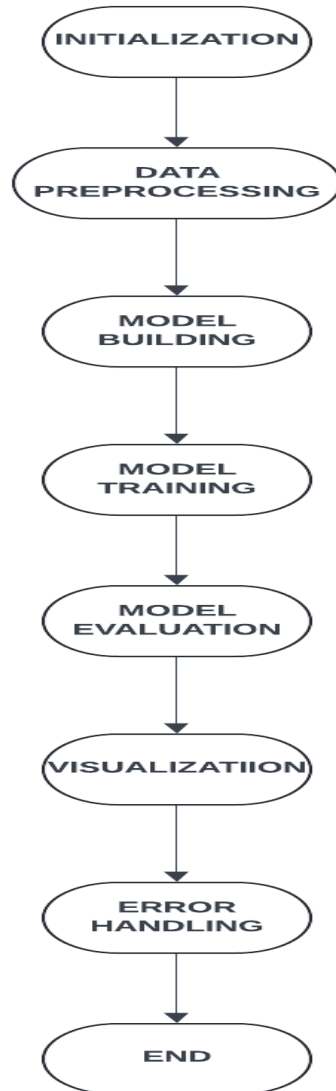 INITIALIZATION
DATA
PREPROCESSING
MODEL
BUILDING
MODEL
TRAINING
MODEL
EVALUATION
VISUALIZATIION
ERROR
HANDLING
END